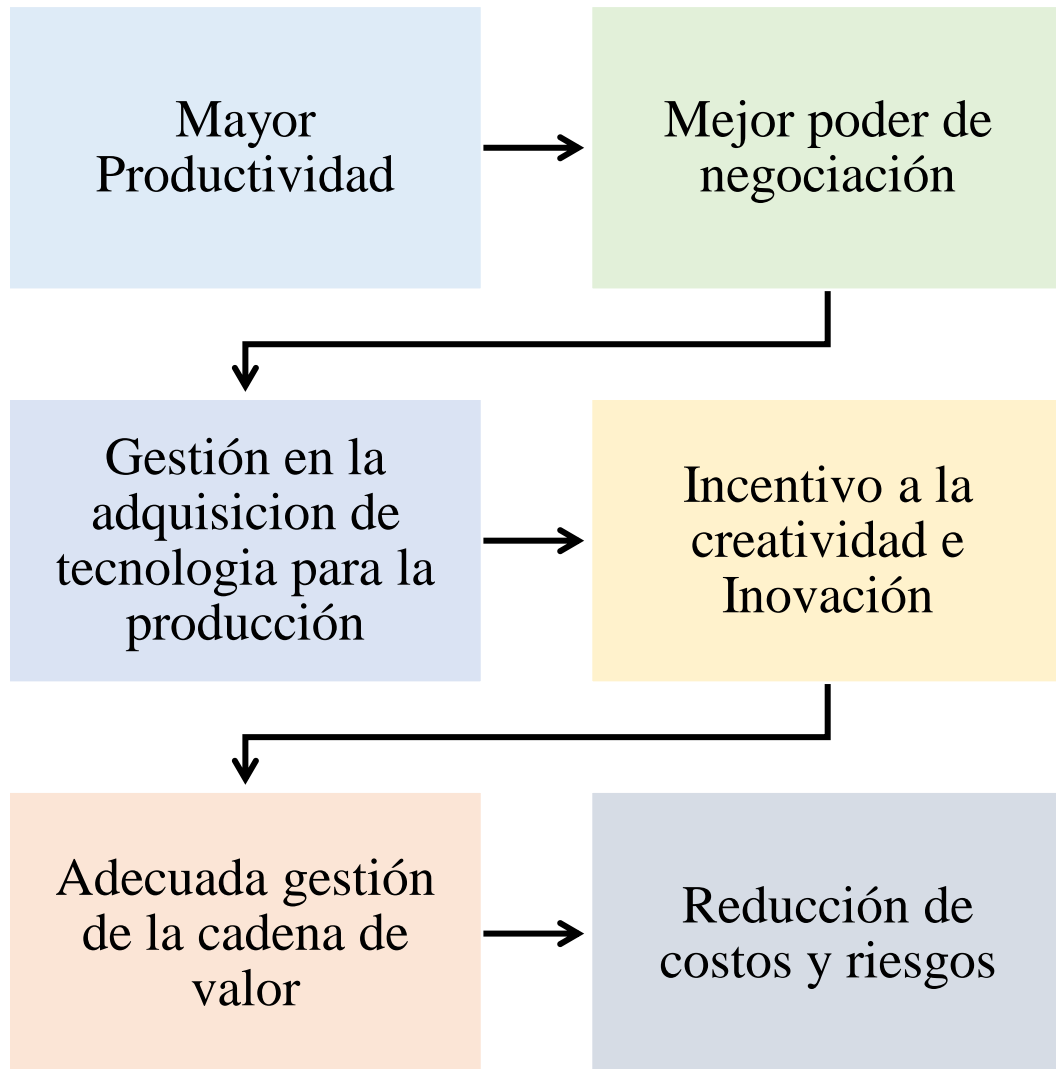 Mayor
Productividad
Mejor poder de
negociación
Gestión en la
adquisicion de
tecnologia para la
producción
Incentivo a la
creatividad e
Inovación
Adecuada gestión
de la cadena de
valor
Reducción de
costos y riesgos